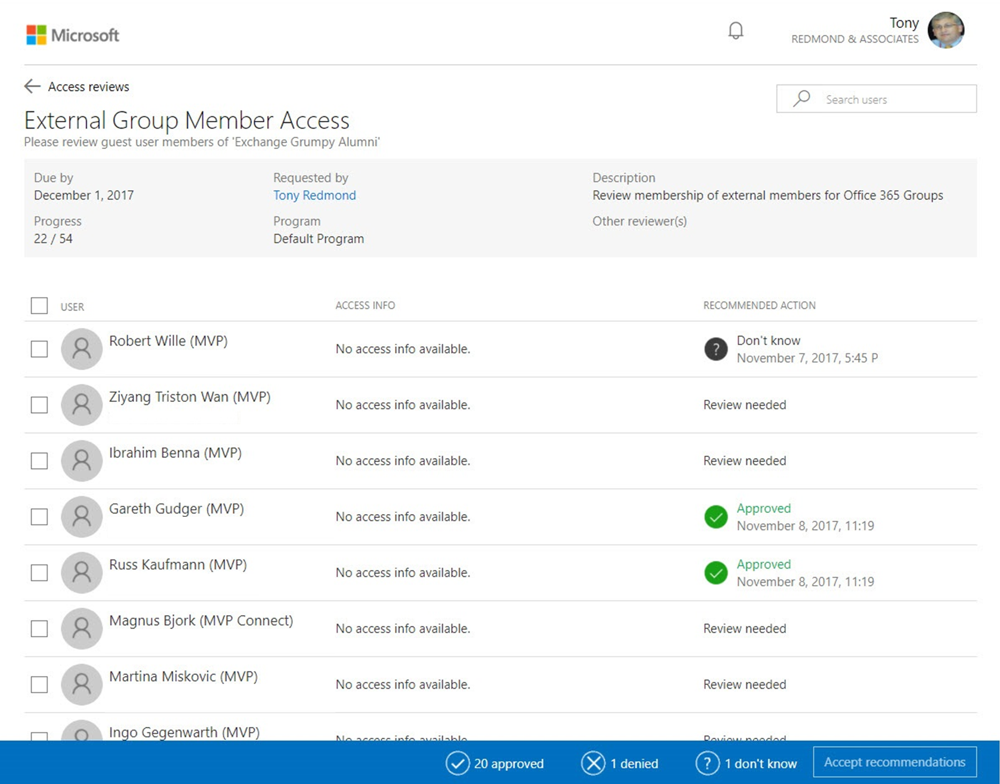 Microsoft
Tony
REDMOND & ASSOCIATES
Access reviews
Search users
External Group Member Access
Please review guest user members of 'Exchange Grumpy Alumni'
Due by
December 1, 2017
Requested by
Tony Redmond
Description
Review membership of external members for Office 365 Groups
Progress
22 / 54
Program
Default Program
Other reviewer(s)
USER
ACCESS INFO
RECOMMENDED ACTION
Robert Wille (MVP)
No access info available.
?
Don't know
November 7, 2017, 5:45 P
Ziyang Triston Wan (MVP)
No access info available.
Review needed
Ibrahim Benna (MVP)
No access info available.
Review needed
Gareth Gudger (MVP)
No access info available.
Approved
November 8, 2017, 11:19
Russ Kaufmann (MVP)
No access info available.
Approved
November 8, 2017, 11:19
Magnus Bjork (MVP Connect)
No access info available.
Review needed
Martina Miskovic (MVP)
No access info available.
Review needed
Ingo Gegenwarth (MVP)
No access info available.
Review needed
20 approved
1 denied
? 1 don't know
Accept recommendations